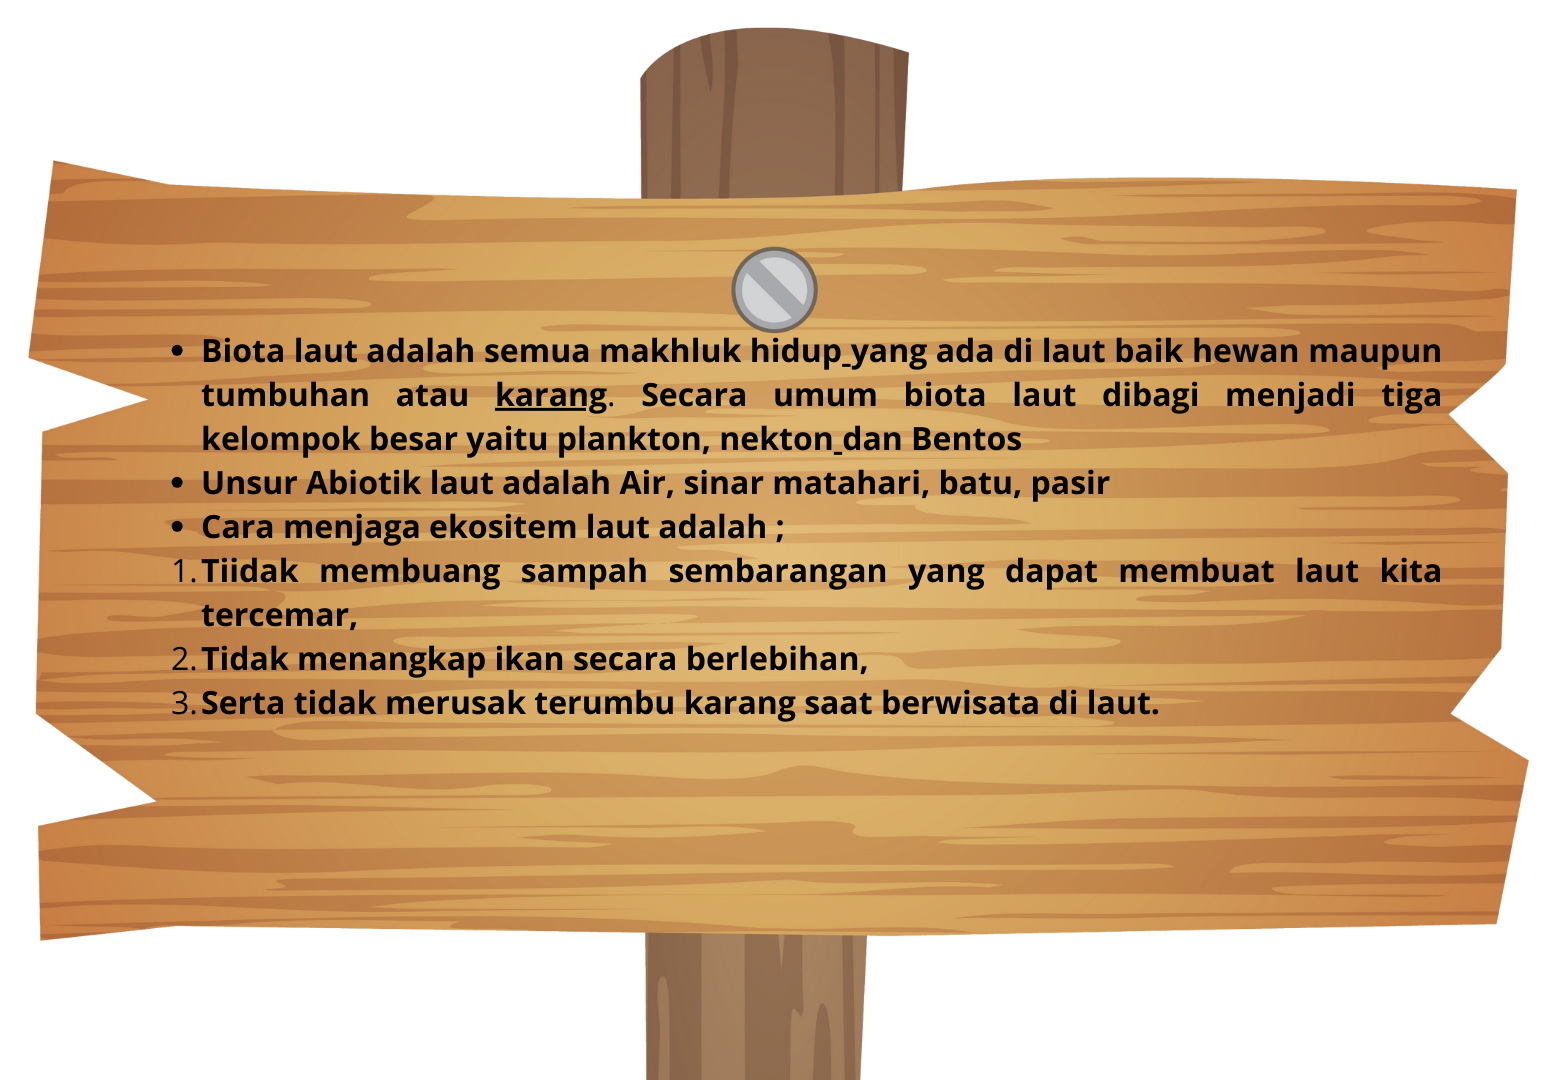 • Biota laut adalah semua makhluk hidup yang ada di laut baik hewan maupun
tumbuhan atau karang. Secara umum biota laut dibagi menjadi tiga
kelompok besar yaitu plankton, nekton dan Bentos
• Unsur Abiotik laut adalah Air, sinar matahari, batu, pasir
• Cara menjaga ekositem laut adalah ;
1. Tiidak membuang sampah sembarangan yang dapat membuat laut kita
tercemar,
2. Tidak menangkap ikan secara berlebihan,
3. Serta tidak merusak terumbu karang saat berwisata di laut.